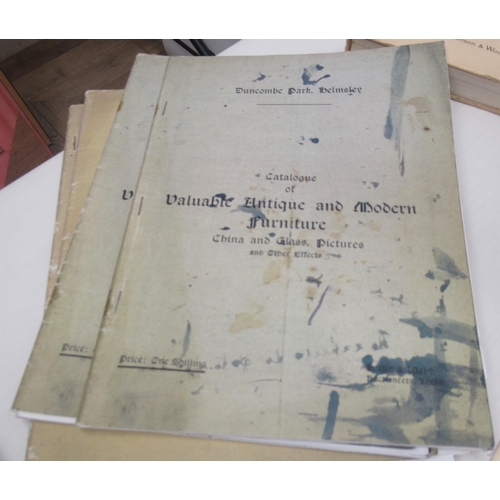 Duncombe Park, Helmsley
Catalogue
of
Valuable Antique and Modern
Furniture
China and Glass, Pictures
and Other Effects
Price: One Shilling
Price: